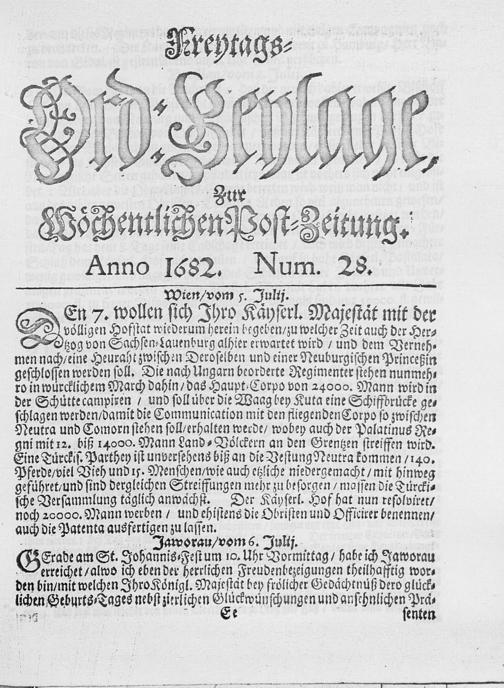 Freytags-
Ord-Beylage,
Zur
Wöchentlichen Post-Zeitung.
Anno 1682. Num. 28.
Wien/vom 5. Julij.
DEn 7. wollen sich Ihro Käyserl. Majestät mit der
völligen Hofstat wiederum herein begeben/zu welcher Zeit auch der Her-
tzog von Sachsen-Lauenburg alhier erwartet wird / und dem Verneh-
men nach/eine Heuraht zwischen Deroselben und einer Neuburgischen Princeßin
geschlossen werden soll. Die nach Ungarn beorderte Regimenter stehen nunmeh-
ro in würcklichem March dahin/das Haupt-Corpo von 24000. Mann wird in
der Schütte campiren / und soll über die Waag bey Kuta eine Schiffbrücke ge-
schlagen werden/damit die Communication mit den fliegenden Corpo so zwischen
Neutra und Comorn stehen soll/erhalten werde/ wobey auch der Palatinus Re-
gni mit 12. biß 14000. Mann Land-Völckern an den Grentzen streiffen wird.
Eine Türckis. Parthey ist unversehens biß an die Vestung Neutra kommen / 140.
Pferde/viel Vieh und 15. Menschen/wie auch etliche niedergemacht/mit hinweg
geführet/und sind dergleichen Streiffungen mehr zu besorgen/massen die Türcki-
sche Versammlung täglich anwächst. Der Käyserl. Hof hat nun resolviret/
noch 20000. Mann werben / und ehistens die Obristen und Officirer benennen/
auch die Patenta ausfertigen zu lassen.
Jaworau/vom 6. Julij.
GErade am St. Johannis-Fest um 10. Uhr Vormittag/ habe ich Jaworau
erreichet/alwo ich eben der herrlichen Freudenbezeigungen theilhafftig wor-
den bin/mit welchen Ihro Königl. Majestät bey frölicher Gedächtnüß dero glück-
lichen Geburts-Tages nebst zierlichen Glückwünschungen und ansehnlichen Prä-
Ee senten